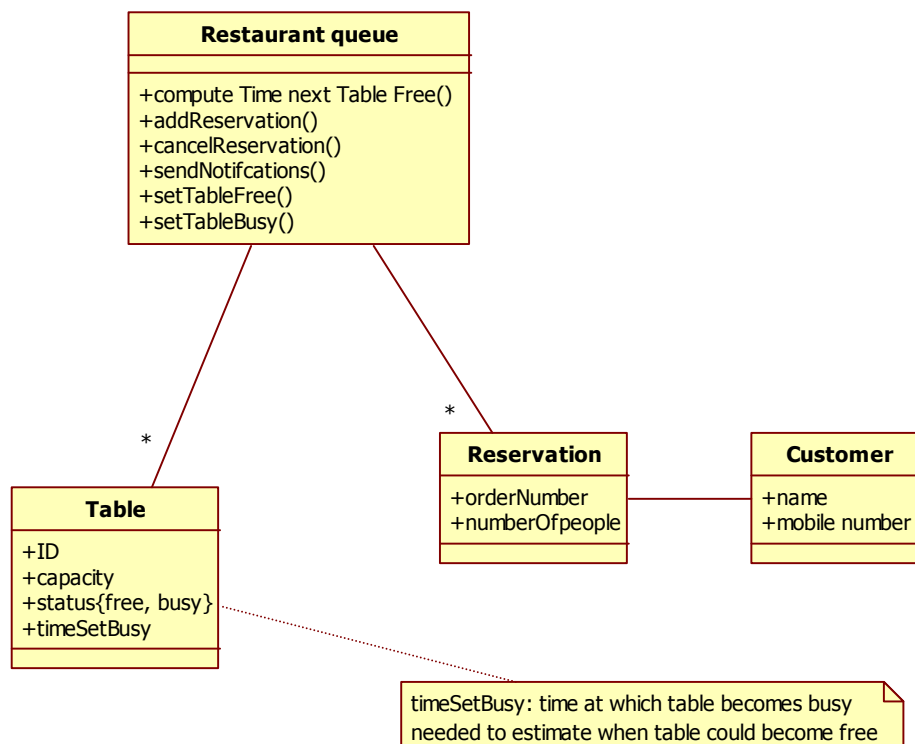 Restaurant queue
+compute Time next Table Free()
+addReservation()
+cancelReservation()
+sendNotifcations()
+setTableFree()
+setTableBusy()
*
*
Reservation
+orderNumber
+numberOfpeople
Customer
+name
+mobile number
Table
+ID
+capacity
+status{free, busy}
+timeSetBusy
timeSetBusy: time at which table becomes busy
needed to estimate when table could become free